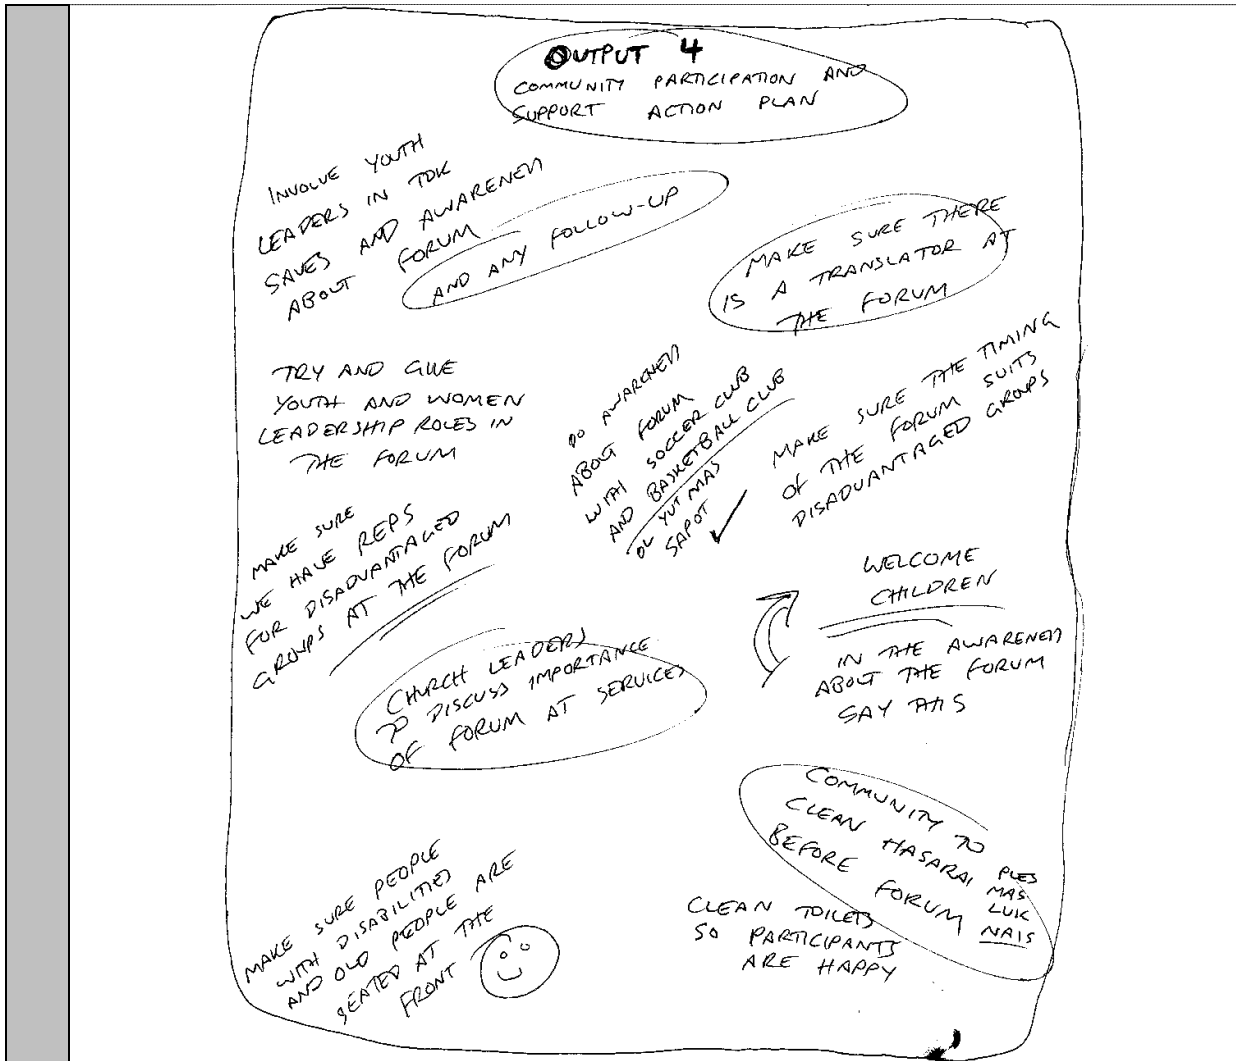 OUTPUT 4
COMMUNITY PARTICIPATION AND
SUPPORT ACTION PLAN
INVOLVE YOUTH
LEADERS IN TOK
SAVES AND AWARENESS
ABOUT FORUM
AND ANY FOLLOW-UP
MAKE SURE THERE
IS A TRANSLATOR AT
THE FORUM
TRY AND GIVE
YOUTH AND WOMEN
LEADERSHIP ROLES IN
THE FORUM
DO AWARENESS
ABOUT FORUM
WITH SOCCER CLUB
AND BASKETBALL CLUB
OL YUT MAS
SAPOT
MAKE SURE THE TIMING
OF THE FORUM SUITS
DISADVANTAGED GROUPS
MAKE SURE
WE HAVE REPS
FOR DISADVANTAGED
GROUPS AT THE FORUM
WELCOME
CHILDREN
IN THE AWARENESS
ABOUT THE FORUM
SAY THIS
CHURCH LEADERS
TO DISCUSS IMPORTANCE
OF FORUM AT SERVICES
COMMUNITY TO
CLEAN HASARAI
BEFORE FORUM
PLES
MAS
LUK
NAIS
CLEAN TOILETS
SO PARTICIPANTS
ARE HAPPY
MAKE SURE PEOPLE
WITH DISABILITIES
AND OLD PEOPLE ARE
SEATED AT THE
FRONT